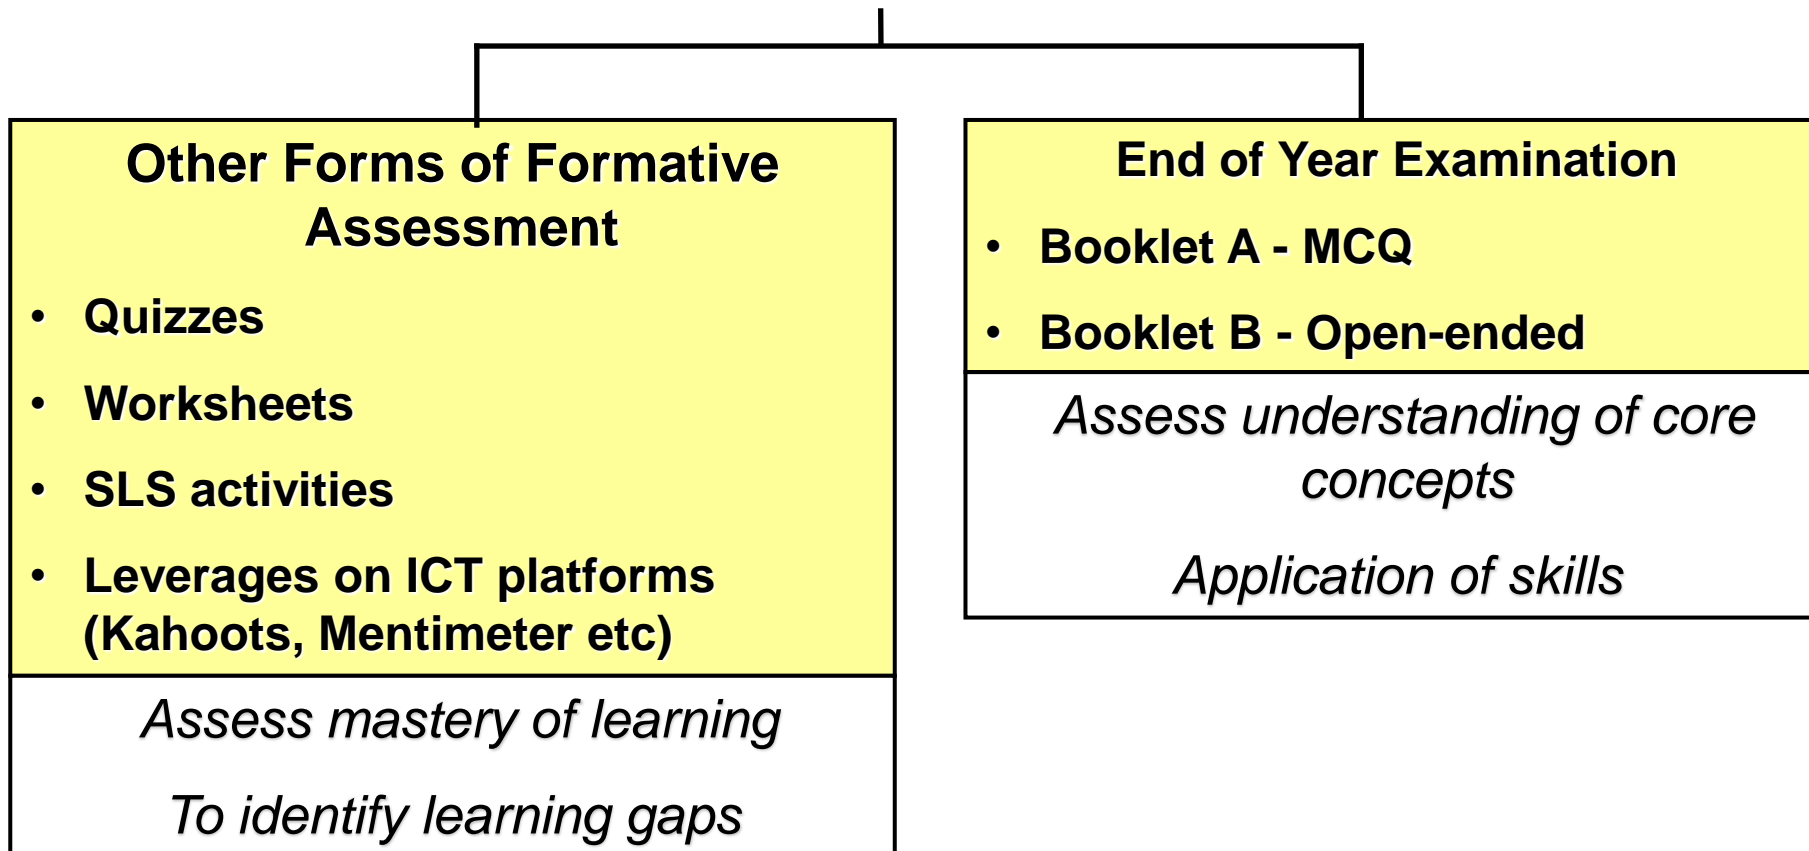 Other Forms of Formative
Assessment
• Quizzes
• Worksheets
• SLS activities
• Leverages on ICT platforms
(Kahoots, Mentimeter etc)
Assess mastery of learning
To identify learning gaps
End of Year Examination
• Booklet A - MCQ
• Booklet B - Open-ended
Assess understanding of core
concepts
Application of skills